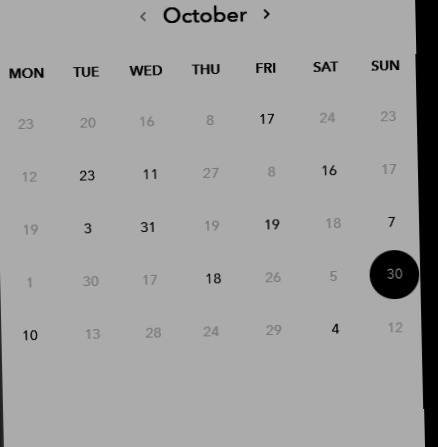 ‹ October ›
MON TUE WED THU FRI SAT SUN
23 20 16 8 17 24 23
12 23 11 27 8 16 17
19 3 31 19 19 18 7
1 30 17 18 26 5 30
10 13 28 24 29 4 12